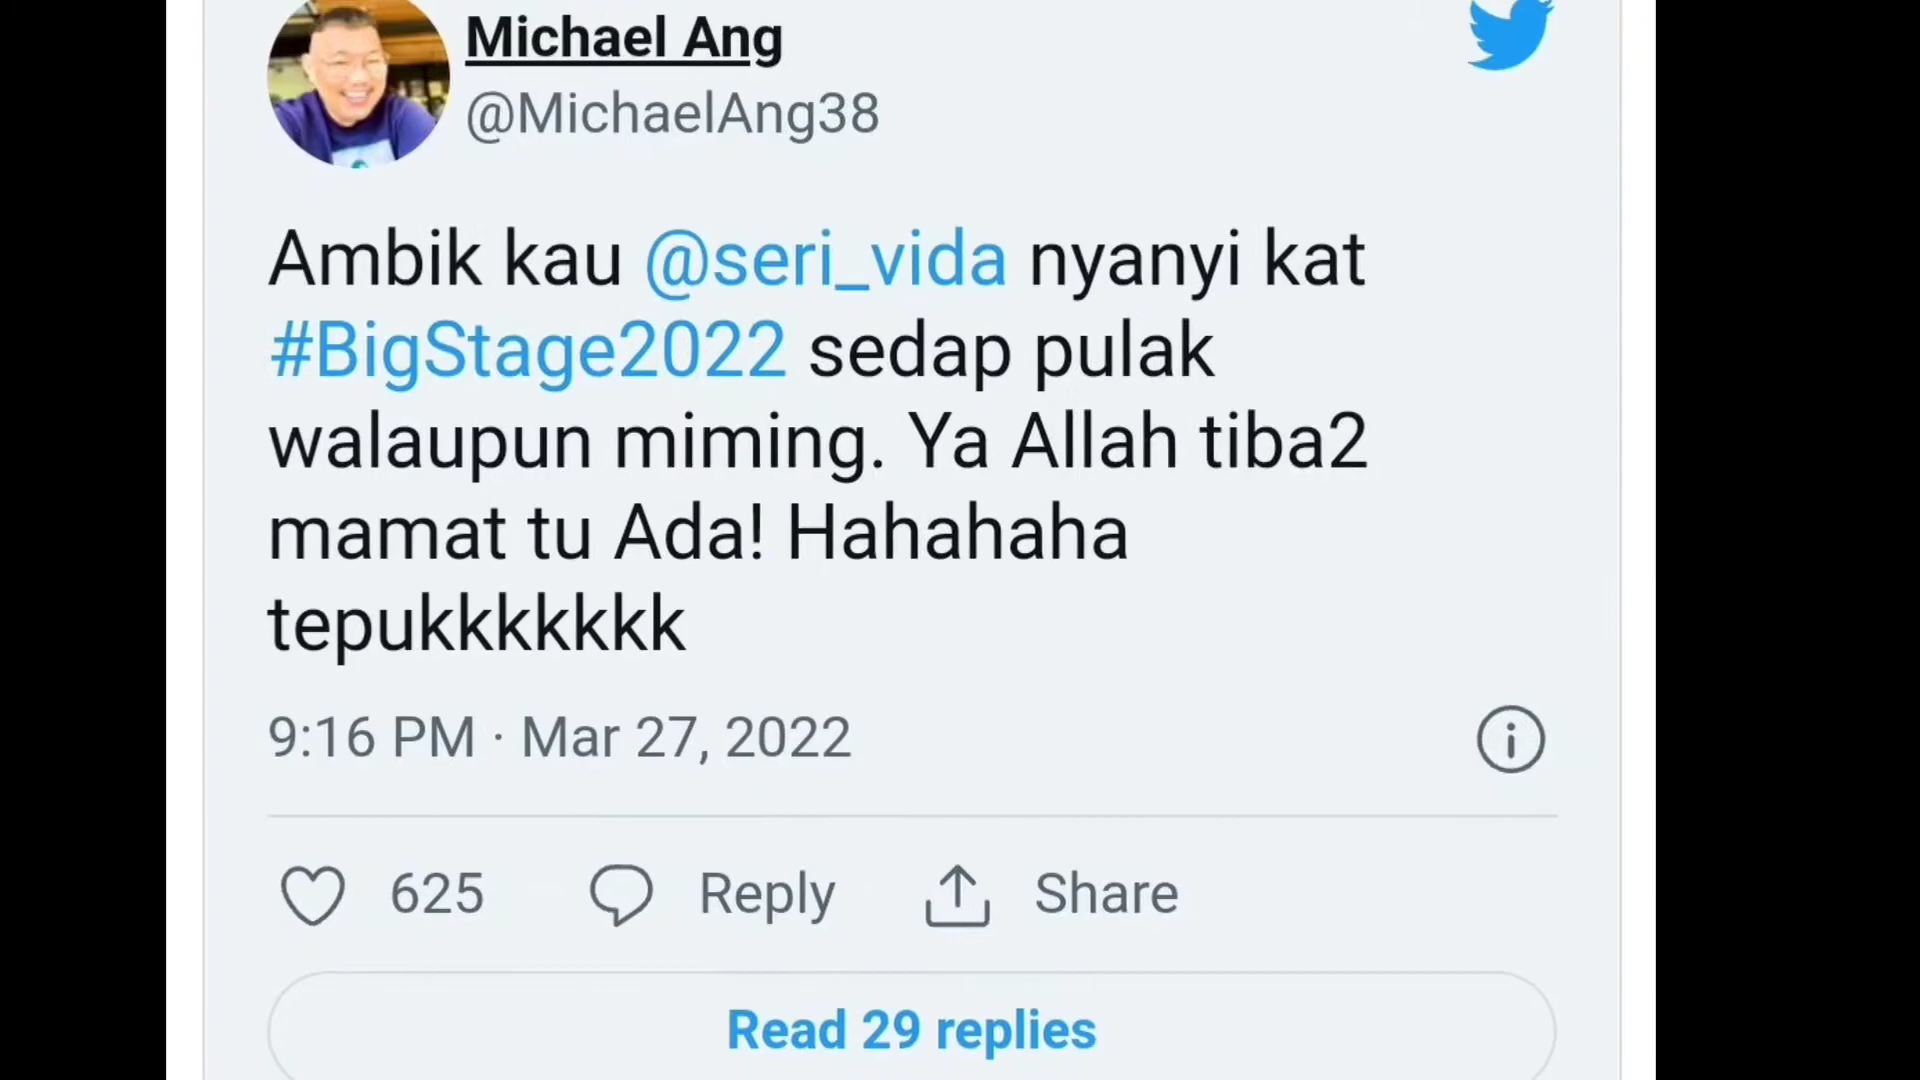 Michael Ang
@MichaelAng38
Ambik kau @seri_vida nyanyi kat
#BigStage2022 sedap pulak
walaupun miming. Ya Allah tiba2
mamat tu Ada! Hahahaha
tepukkkkkkk
9:16 PM · Mar 27, 2022
625 Reply Share
Read 29 replies